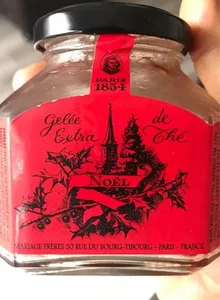 PARIS
1854
Gelée de
Extra Thé
NOËL
MARIAGE FRÈRES 30 RUE DU BOURG-TIBOURG - PARIS - FRANCE